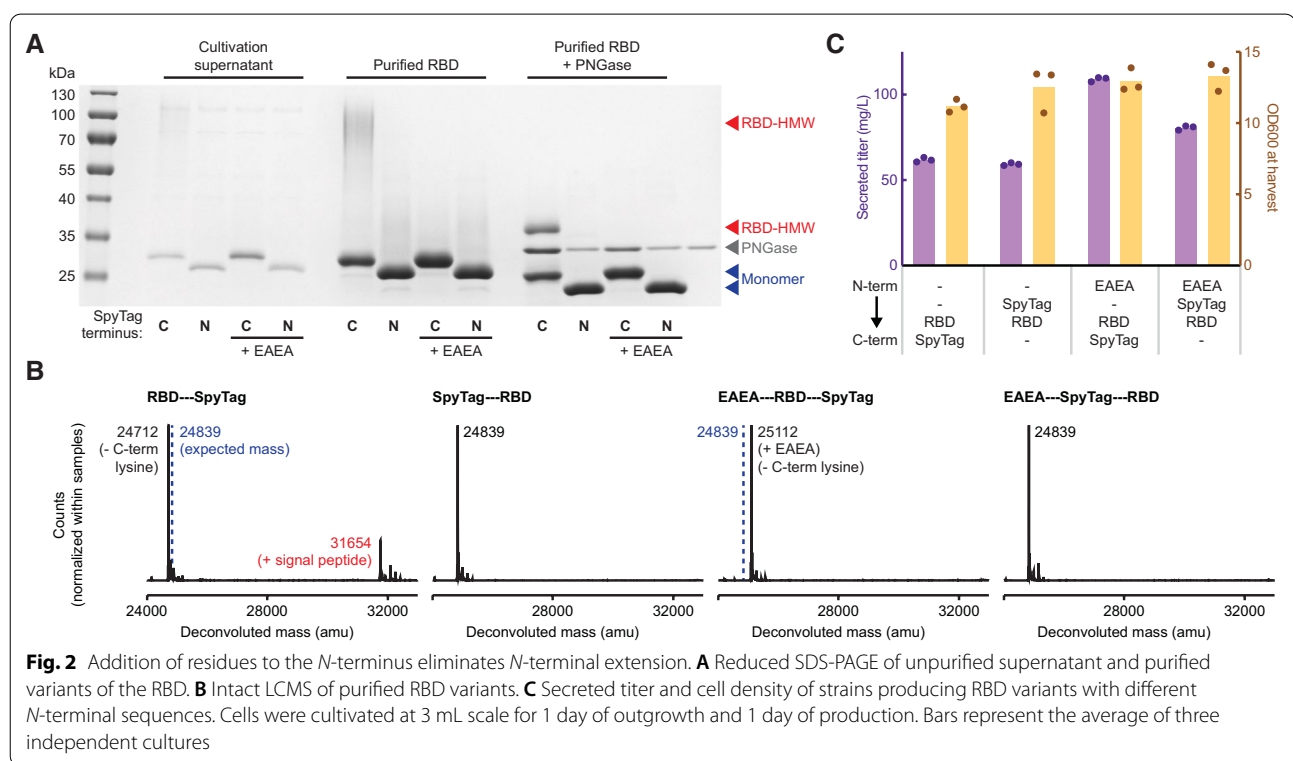 A
Cultivation
supernatant
Purified RBD
Purified RBD
+ PNGase
kDa
130
100
70
55
40
35
25
RBD-HMW
RBD-HMW
PNGase
Monomer
SpyTag
terminus:
C N C N C N C N C N C N
+ EAEA
+ EAEA
+ EAEA
C
Secreted titer (mg/L)
100
50
0
OD600 at harvest
15
10
5
0
N-term - - EAEA EAEA
- SpyTag - SpyTag
RBD RBD RBD RBD
C-term SpyTag - SpyTag -
B
RBD---SpyTag
24712
(- C-term
lysine)
24839
(expected mass)
31654
(+ signal peptide)
Counts
(normalized within samples)
24000 28000 32000
Deconvoluted mass (amu)
SpyTag---RBD
24839
28000 32000
Deconvoluted mass (amu)
EAEA---RBD---SpyTag
24839
25112
(+ EAEA)
(- C-term lysine)
28000 32000
Deconvoluted mass (amu)
EAEA---SpyTag---RBD
24839
28000 32000
Deconvoluted mass (amu)
Fig. 2 Addition of residues to the N-terminus eliminates N-terminal extension. A Reduced SDS-PAGE of unpurified supernatant and purified
variants of the RBD. B Intact LCMS of purified RBD variants. C Secreted titer and cell density of strains producing RBD variants with different
N-terminal sequences. Cells were cultivated at 3 mL scale for 1 day of outgrowth and 1 day of production. Bars represent the average of three
independent cultures